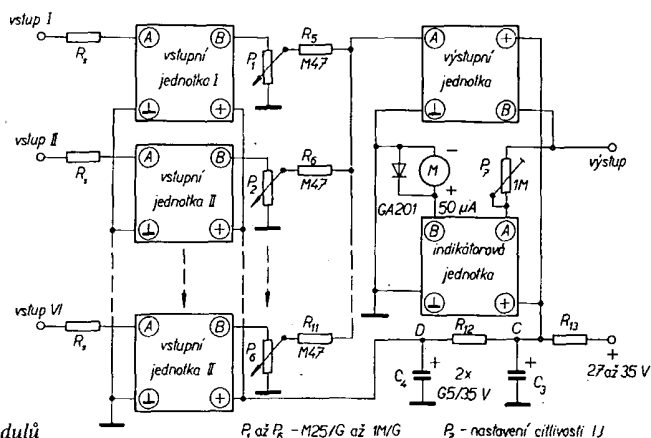 vstup I
R_s
A
B
vstupní
jednotka I
⊥
+
P_1
R_5
M47
A
+
výstupní
jednotka
⊥
B
vstup II
R_s
A
B
vstupní
jednotka II
⊥
+
P_2
R_6
M47
GA201
M
−
+
50 µA
P_7
1M
výstup
B
A
indikátorová
jednotka
⊥
+
vstup VI
R_s
A
B
vstupní
jednotka II
⊥
+
P_6
R_11
M47
D
R_12
C
R_13
C_4
+
2x
G5/35 V
+
C_3
+
27 až 35 V
dulů
P_1 až P_6 – M25/G až 1M/G
nastavení citlivosti IJ